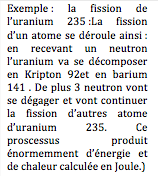 Exemple : la fission de
l'uranium 235 :La fission
d'un atome se déroule ainsi :
en recevant un neutron
l'uranium va se décomposer
en Kripton 92et en barium
141 . De plus 3 neutron vont
se dégager et vont continuer
la fission d'autres atome
d'uranium 235. Ce
proscessus produit
énormemment d'énergie et
de chaleur calculée en Joule.)